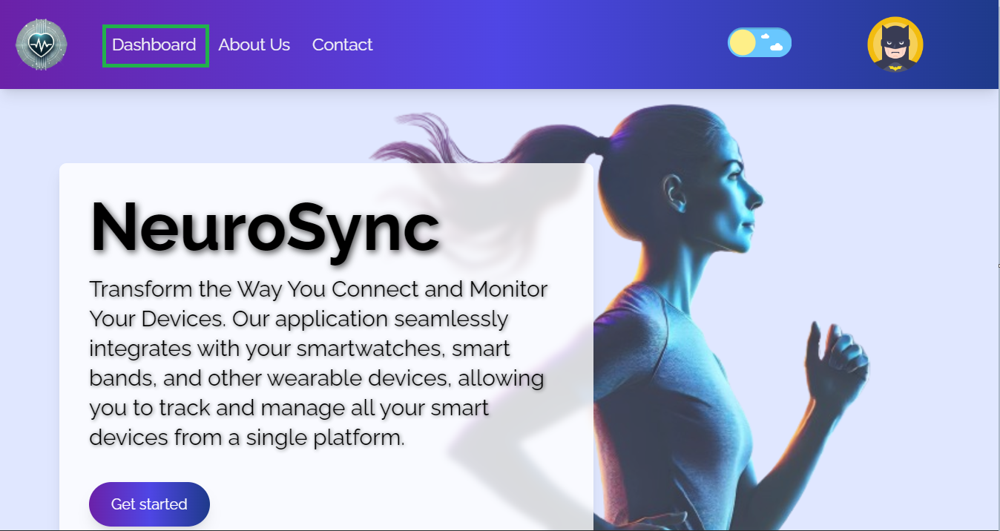 Dashboard About Us Contact
NeuroSync
Transform the Way You Connect and Monitor
Your Devices. Our application seamlessly
integrates with your smartwatches, smart
bands, and other wearable devices, allowing
you to track and manage all your smart
devices from a single platform.
Get started